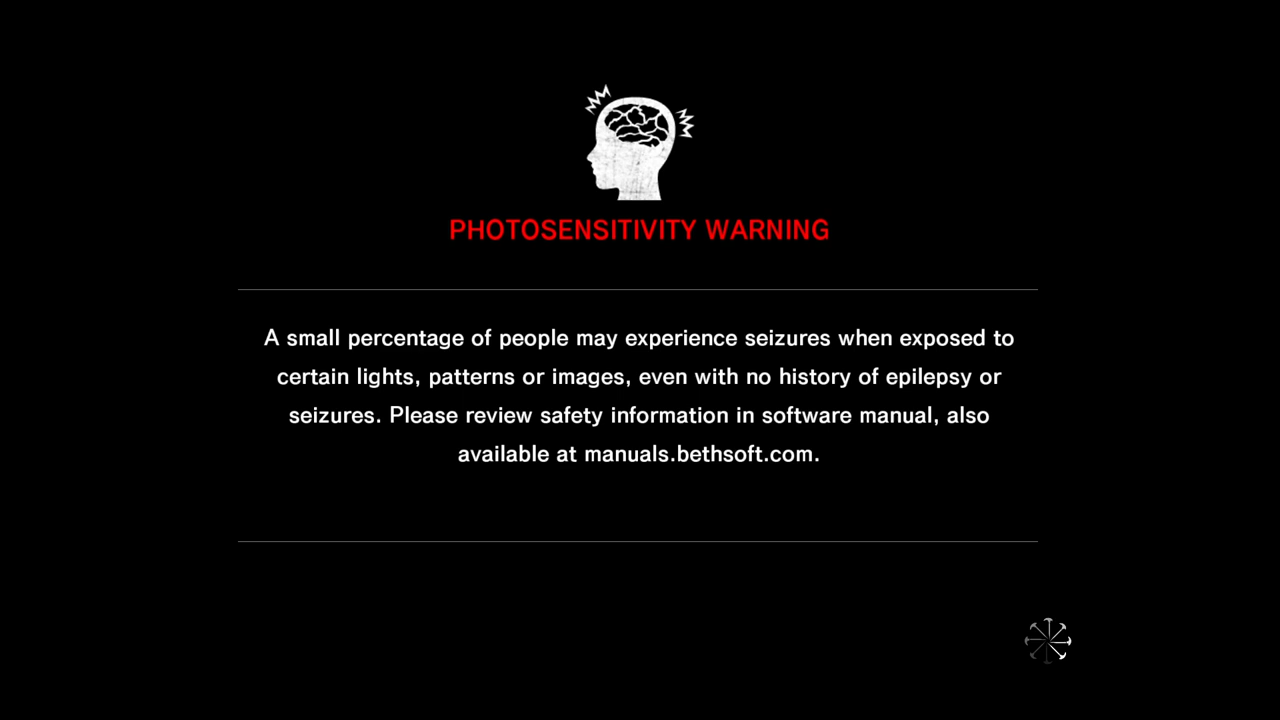 PHOTOSENSITIVITY WARNING
A small percentage of people may experience seizures when exposed to
certain lights, patterns or images, even with no history of epilepsy or
seizures. Please review safety information in software manual, also
available at manuals.bethsoft.com.